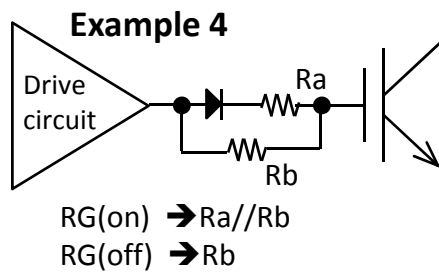 Example 4
Drive
circuit
Ra
Rb
RG(on) ➔Ra//Rb
RG(off) ➔Rb